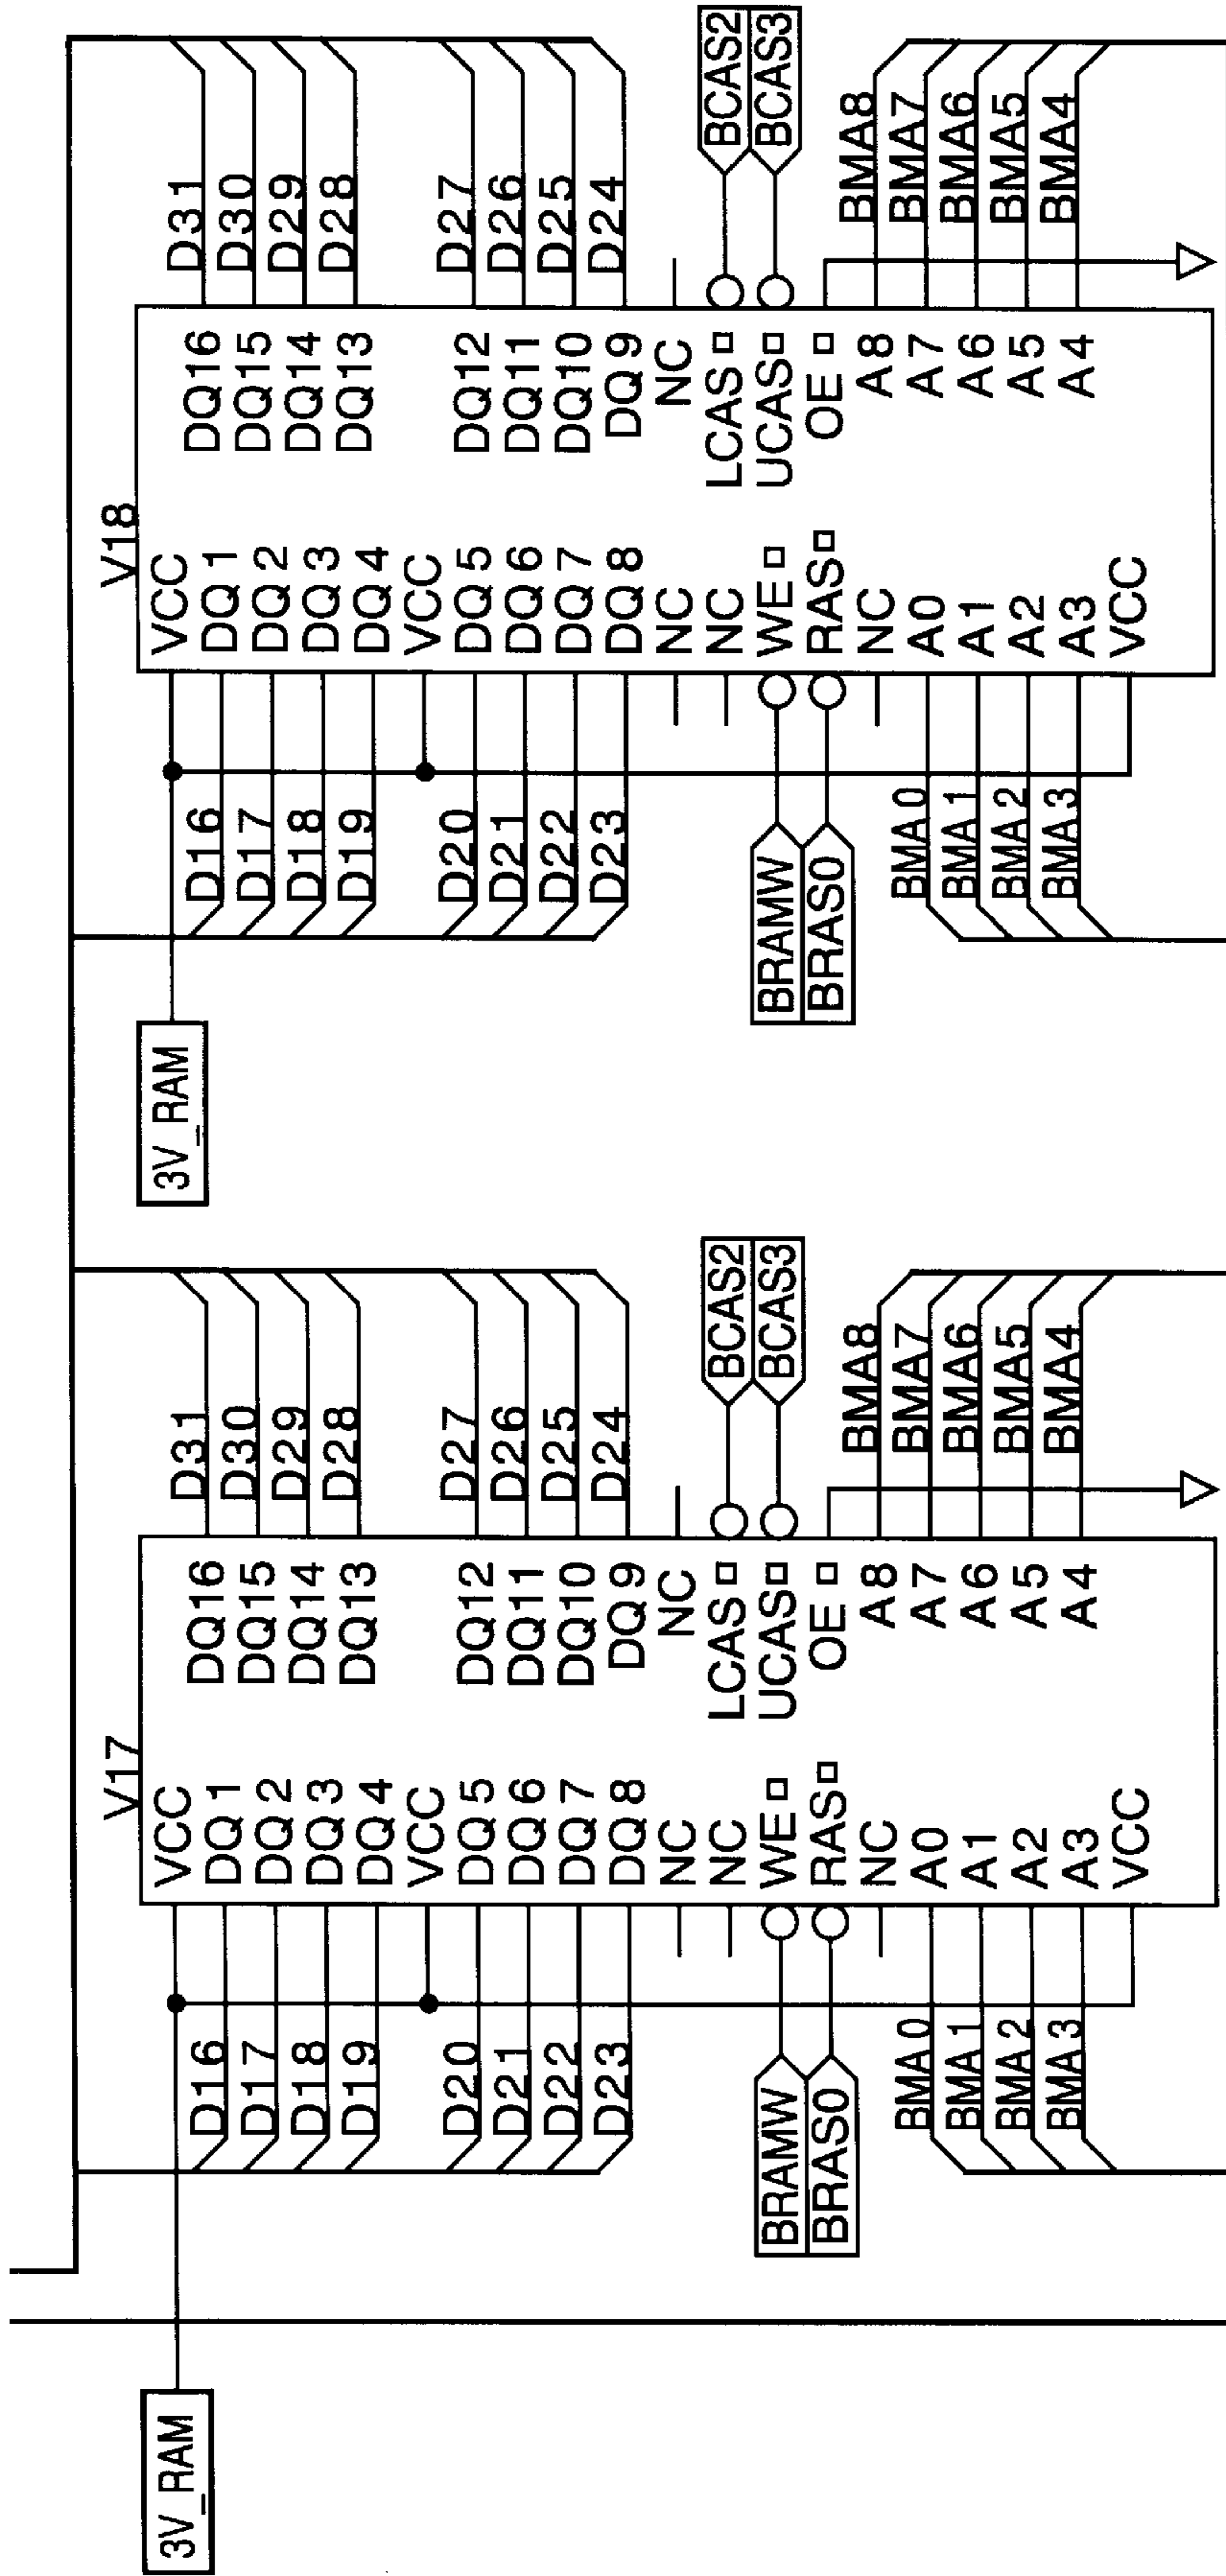 3V_RAM
V17
D16 VCC DQ16 D31
D17 DQ1 DQ15 D30
D18 DQ2 DQ14 D29
D19 DQ3 DQ13 D28
DQ4
VCC
D20 DQ5 DQ12 D27
D21 DQ6 DQ11 D26
D22 DQ7 DQ10 D25
D23 DQ8 DQ9 D24
NC NC
NC LCAS BCAS2
BRAMW WE UCAS BCAS3
BRAS0 RAS OE
NC A8 BMA8
BMA0 A0 A7 BMA7
BMA1 A1 A6 BMA6
BMA2 A2 A5 BMA5
BMA3 A3 A4 BMA4
VCC
3V_RAM
V18
D16 VCC DQ16 D31
D17 DQ1 DQ15 D30
D18 DQ2 DQ14 D29
D19 DQ3 DQ13 D28
DQ4
VCC
D20 DQ5 DQ12 D27
D21 DQ6 DQ11 D26
D22 DQ7 DQ10 D25
D23 DQ8 DQ9 D24
NC NC
NC LCAS BCAS2
BRAMW WE UCAS BCAS3
BRAS0 RAS OE
NC A8 BMA8
BMA0 A0 A7 BMA7
BMA1 A1 A6 BMA6
BMA2 A2 A5 BMA5
BMA3 A3 A4 BMA4
VCC